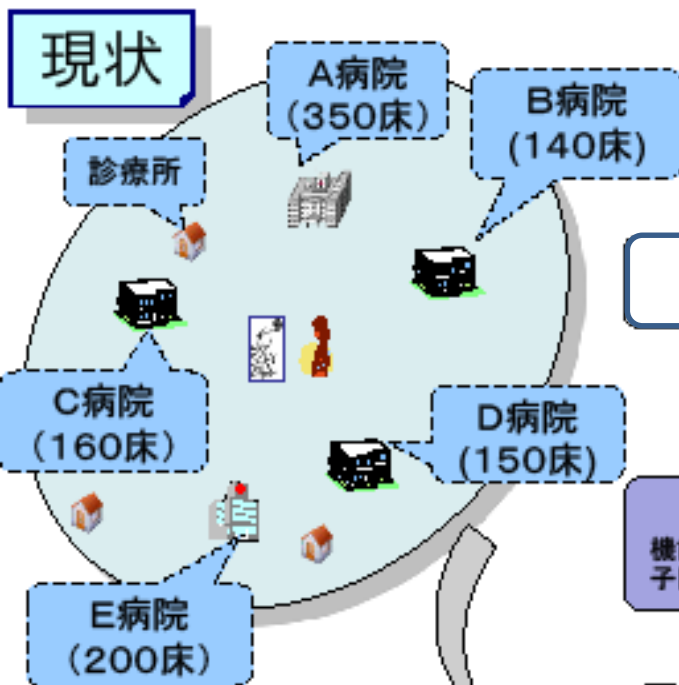 現状
A病院
（350床）
B病院
(140床)
診療所
C病院
（160床）
D病院
(150床)
E病院
（200床）